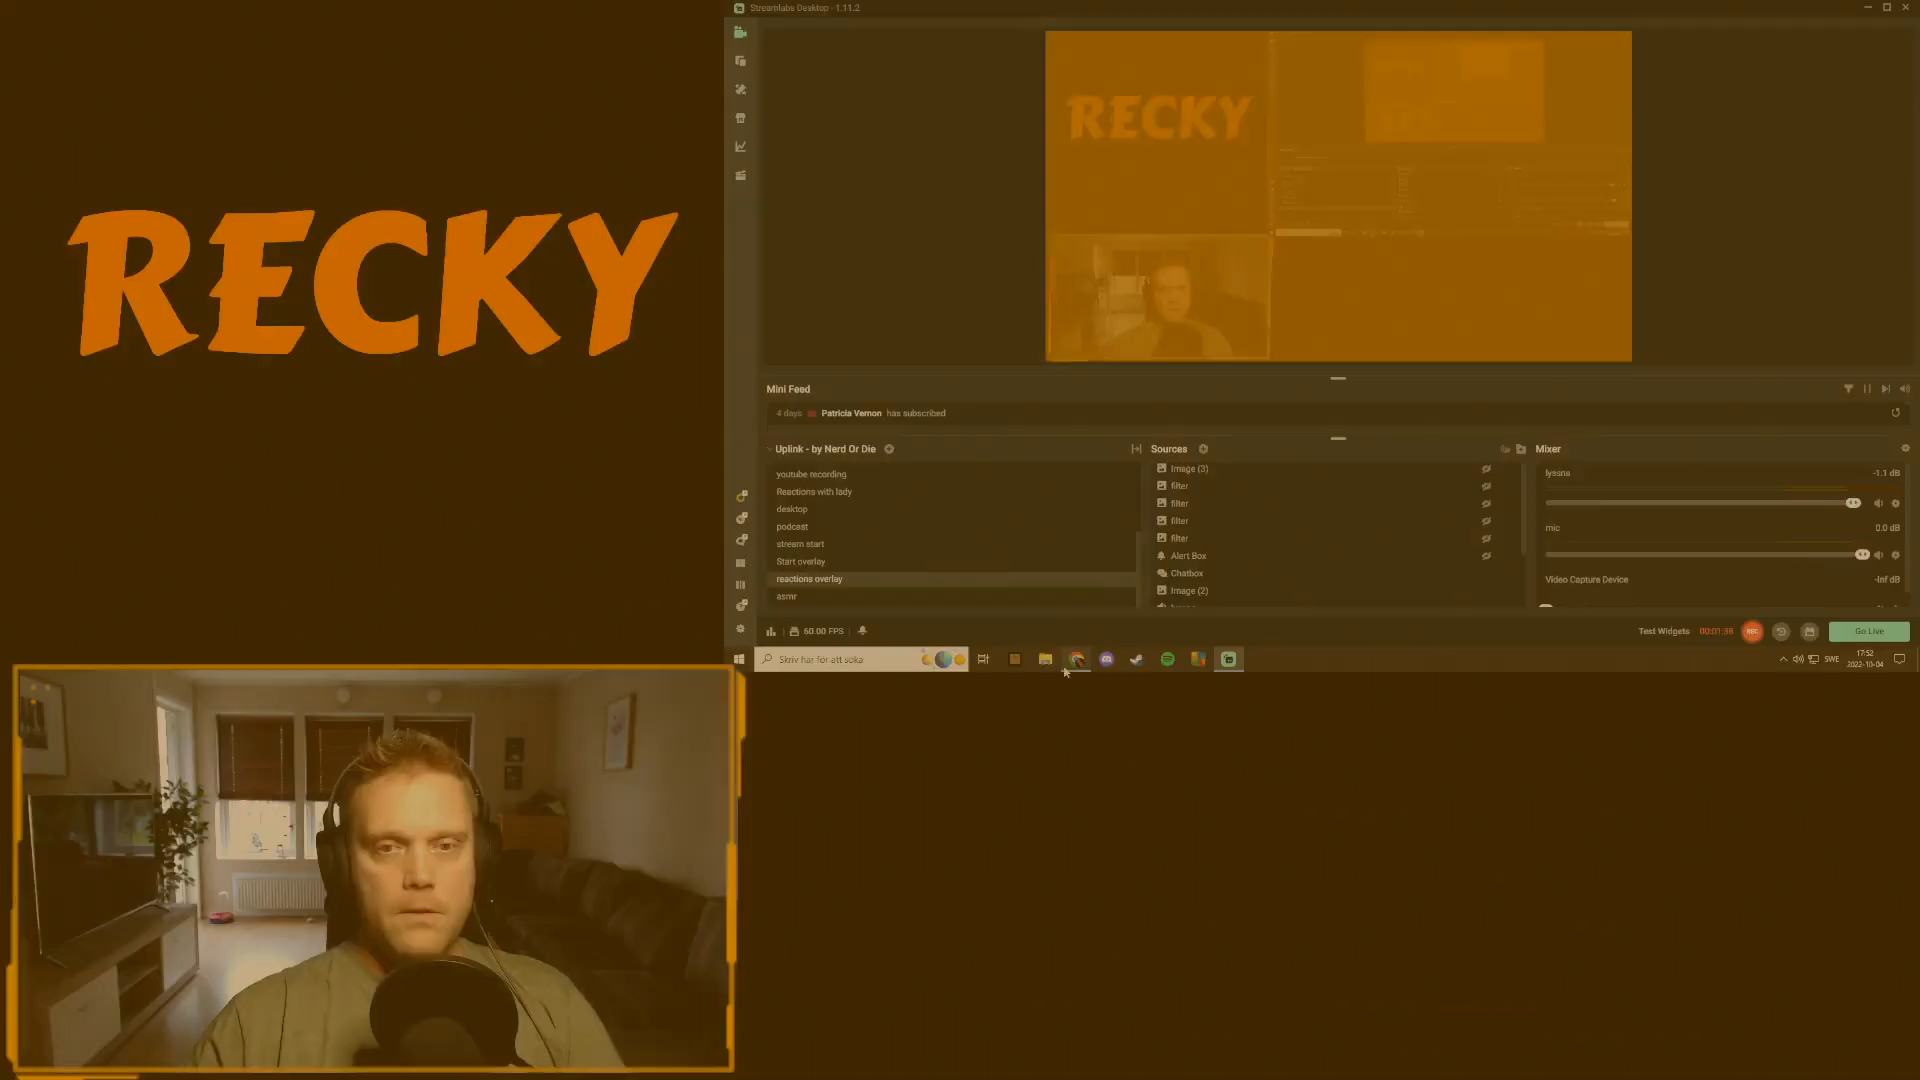 Streamlabs Desktop - 1.11.2
RECKY
RECKY
Mini Feed
4 days Patricia Vernon has subscribed
Uplink - by Nerd Or Die
youtube recording
Reactions with lady
desktop
podcast
stream start
Start overlay
reactions overlay
asmr
Sources
Image (3)
filter
filter
filter
filter
Alert Box
Chatbox
Image (2)
Mixer
lyssna -1.1 dB
mic 0.0 dB
Video Capture Device -Inf dB
60.00 FPS
Test Widgets 00:01:38 REC Go Live
Skriv här för att söka
SWE
17:52
2022-10-04